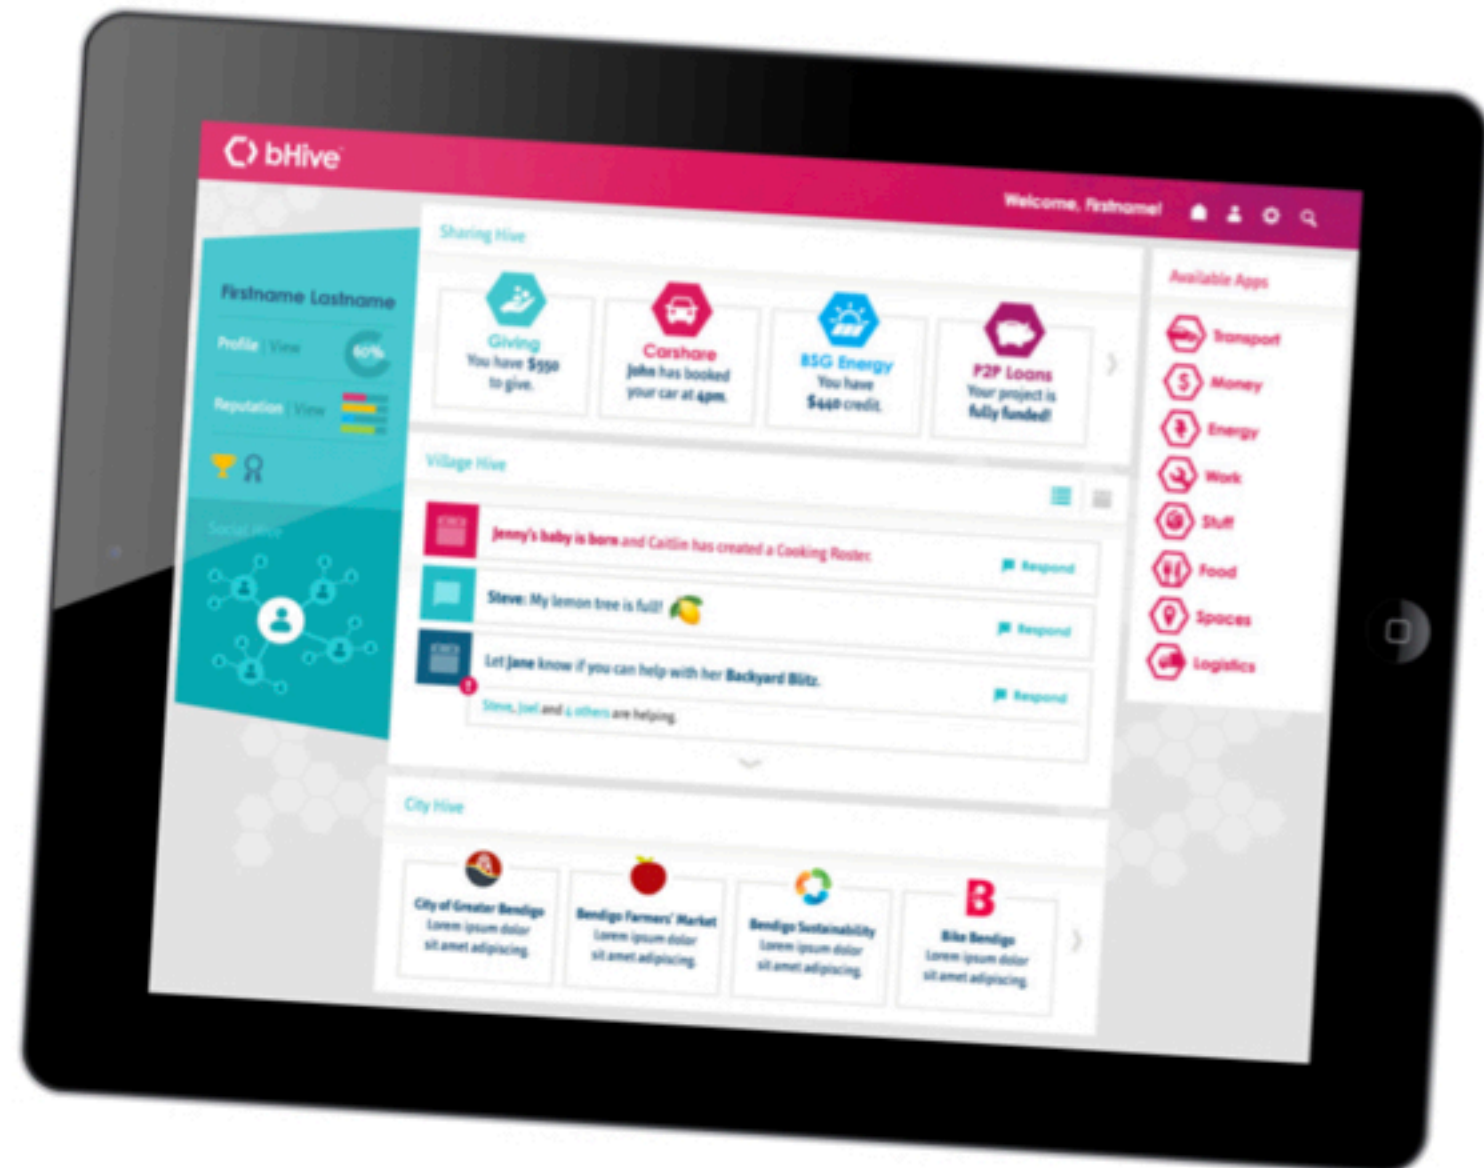 bHive™
Welcome, Firstname!
Firstname Lastname
Profile | View
60%
Reputation | View
Social Hive
Sharing Hive
Giving
You have $550
to give.
Carshare
John has booked
your car at 4pm.
BSG Energy
You have
$440 credit.
P2P Loans
Your project is
fully funded!
Village Hive
Jenny's baby is born and Caitlin has created a Cooking Roster.
Respond
Steve: My lemon tree is full!
Respond
Let Jane know if you can help with her Backyard Blitz.
Respond
Steve, Joel and 4 others are helping.
City Hive
City of Greater Bendigo
Lorem ipsum dolor
sit amet adipiscing.
Bendigo Farmers' Market
Lorem ipsum dolor
sit amet adipiscing.
Bendigo Sustainability
Lorem ipsum dolor
sit amet adipiscing.
B
Bike Bendigo
Lorem ipsum dolor
sit amet adipiscing.
Available Apps
Transport
$
Money
Energy
Work
Stuff
Food
Spaces
Logistics